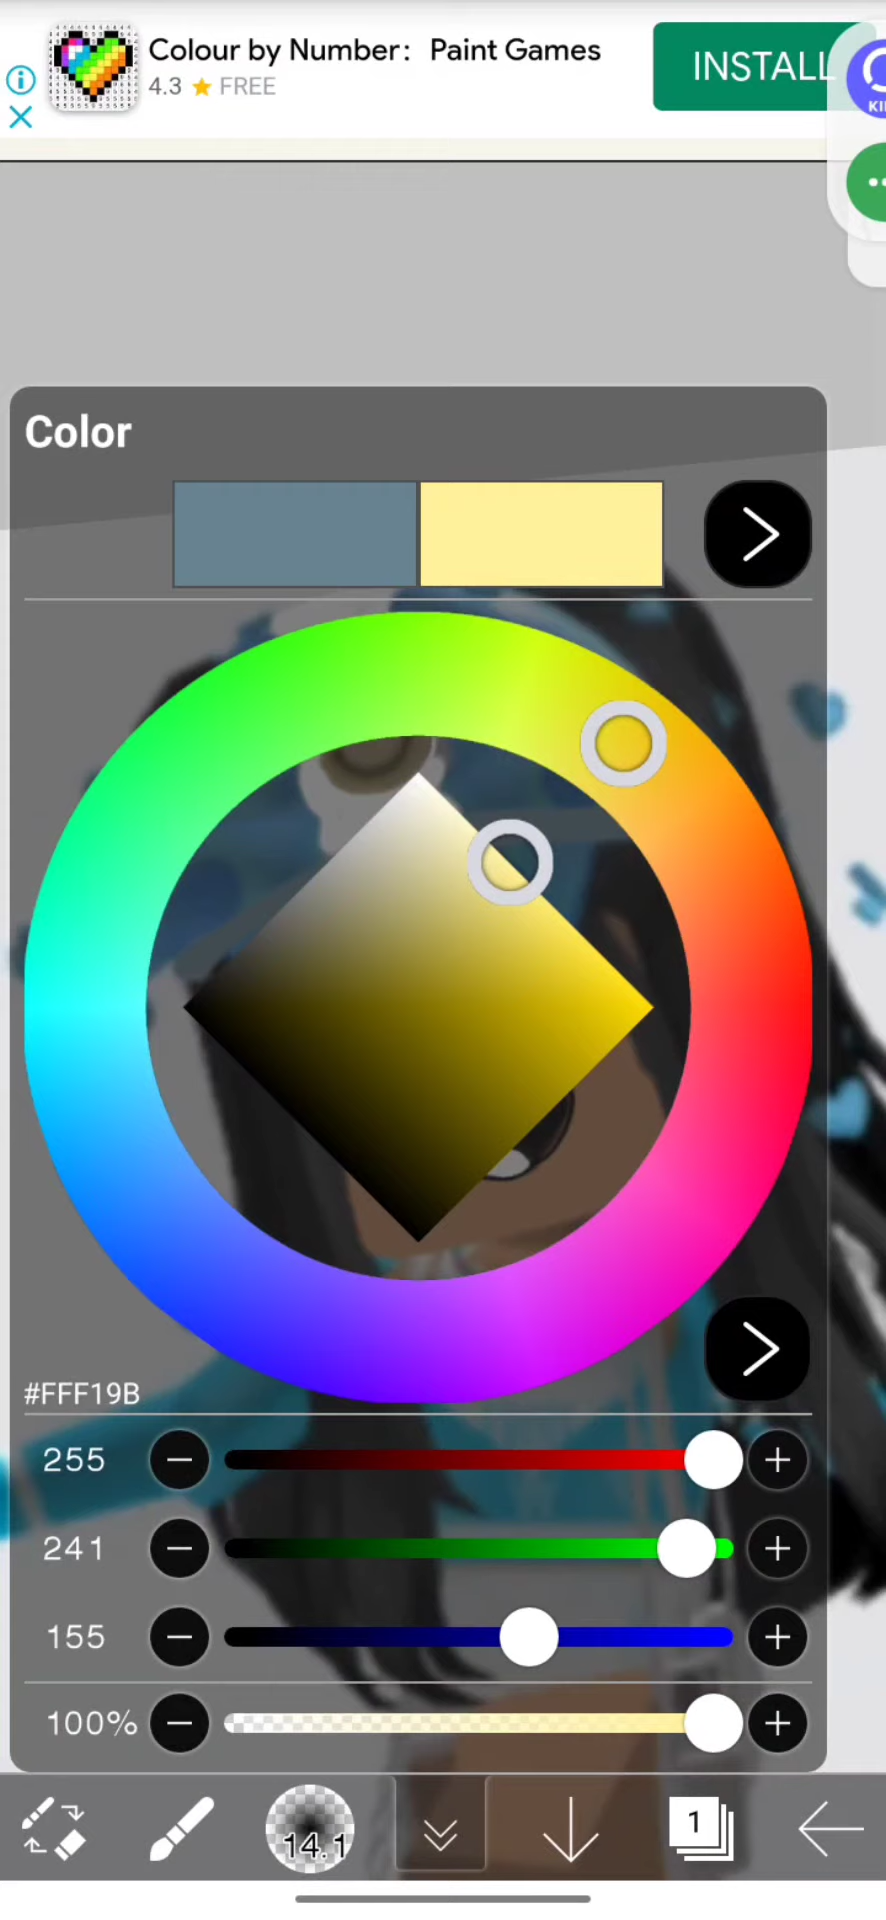 Colour by Number: Paint Games
4.3 ★ FREE
INSTALL
Color
#FFF19B
255
241
155
100%
14.1
1